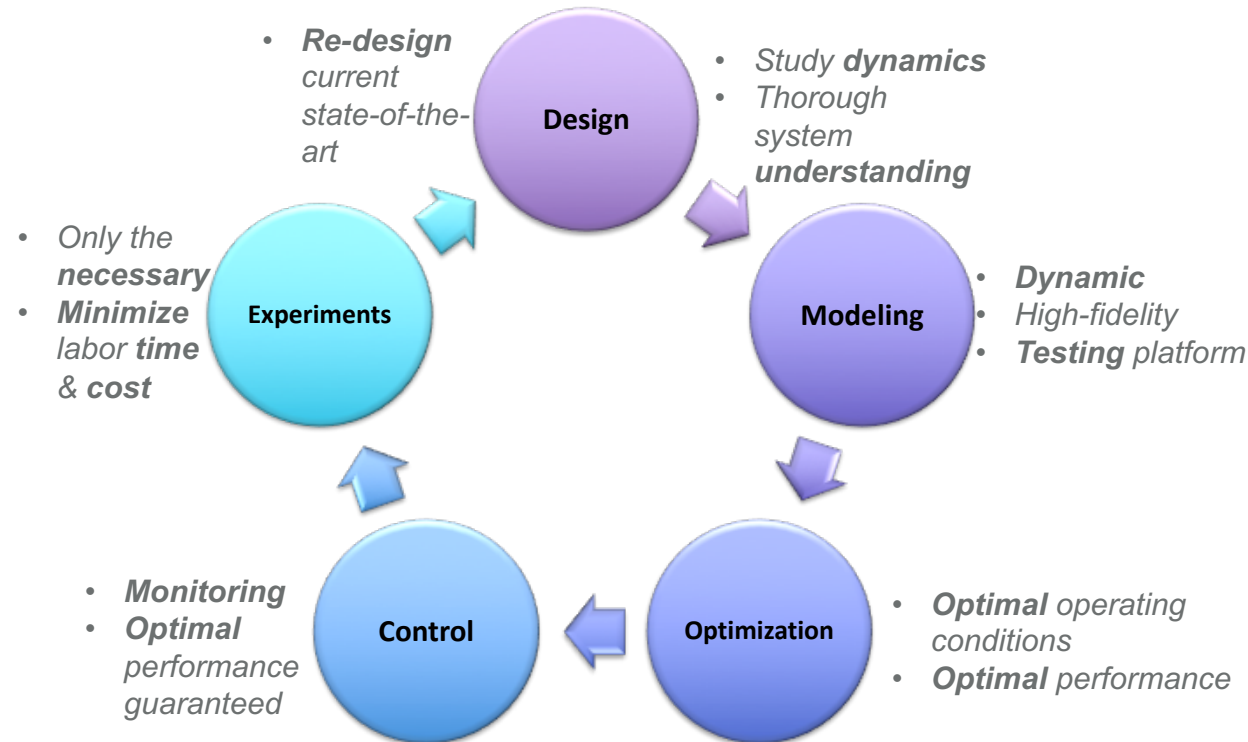 • Re-design
current
state-of-the-
art
Design
• Study dynamics
• Thorough
system
understanding
• Only the
necessary
• Minimize
labor time
& cost
Experiments
Modeling
• Dynamic
• High-fidelity
• Testing platform
• Monitoring
• Optimal
performance
guaranteed
Control
Optimization
• Optimal operating
conditions
• Optimal performance